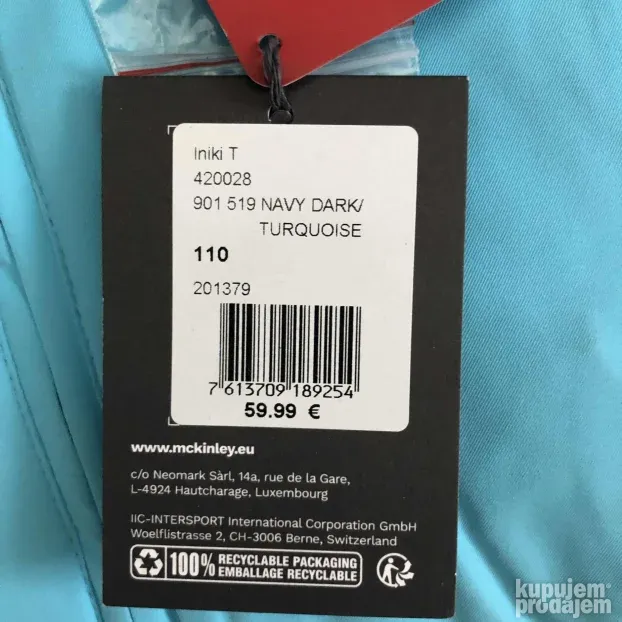 Iniki T
420028
901 519 NAVY DARK/
TURQUOISE
110
201379
7 613709 189254
59.99 €
www.mckinley.eu
c/o Neomark Sàrl, 14a, rue de la Gare,
L-4924 Hautcharage, Luxembourg
IIC-INTERSPORT International Corporation GmbH
Woelflistrasse 2, CH-3006 Berne, Switzerland
100% RECYCLABLE PACKAGING
EMBALLAGE RECYCLABLE
kupujem
prodajem